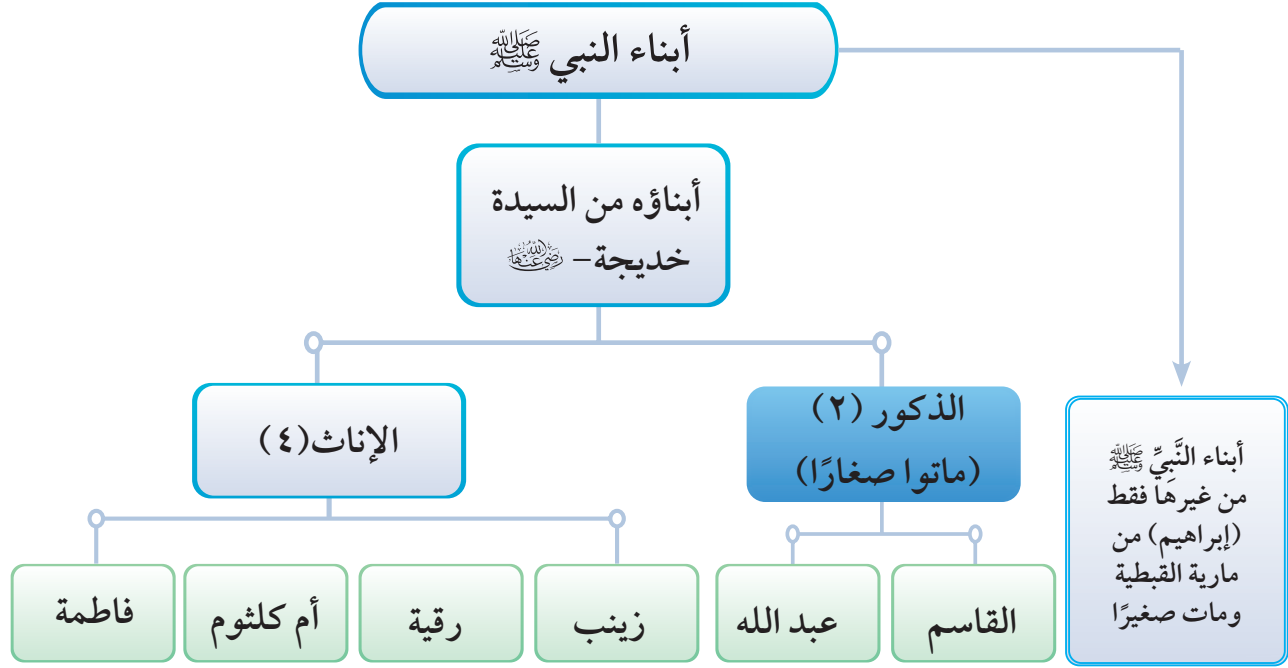 أبناء النبي ﷺ
أبناؤه من السيدة
خديجة- رضي الله عنها
الذكور (٢)
(ماتوا صغارًا)
الإناث(٤)
القاسم
عبد الله
زينب
رقية
أم كلثوم
فاطمة
أبناء النَّبِيِّ ﷺ
من غيرها فقط
(إبراهيم) من
مارية القبطية
ومات صغيرًا